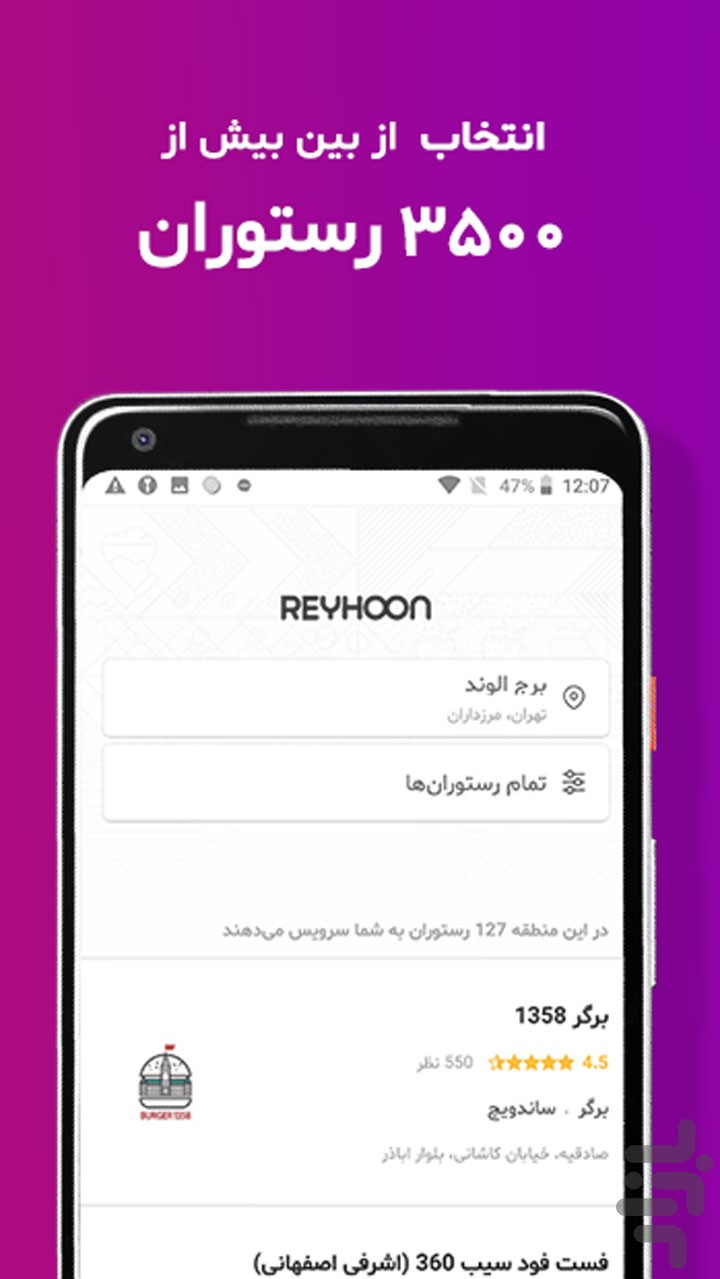 انتخاب از بین بیش از
۳۵۰۰ رستوران
47% 12:07
REYHOON
برج الوند
تهران، مرزداران
تمام رستوران‌ها
در این منطقه 127 رستوران به شما سرویس می‌دهند
برگر 1358
4.5 550 نظر
برگر . ساندویچ
BURGER 1358
صادقیه، خیابان کاشانی، بلوار اباذر
فست فود سیب 360 (اشرفی اصفهانی)
بازار